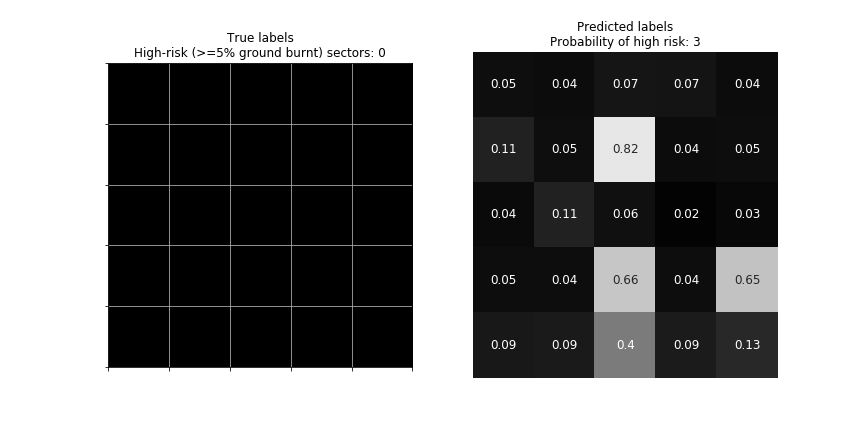 True labels
High-risk (>=5% ground burnt) sectors: 0
Predicted labels
Probability of high risk: 3
0.05 0.04 0.07 0.07 0.04
0.11 0.05 0.82 0.04 0.05
0.04 0.11 0.06 0.02 0.03
0.05 0.04 0.66 0.04 0.65
0.09 0.09 0.4 0.09 0.13